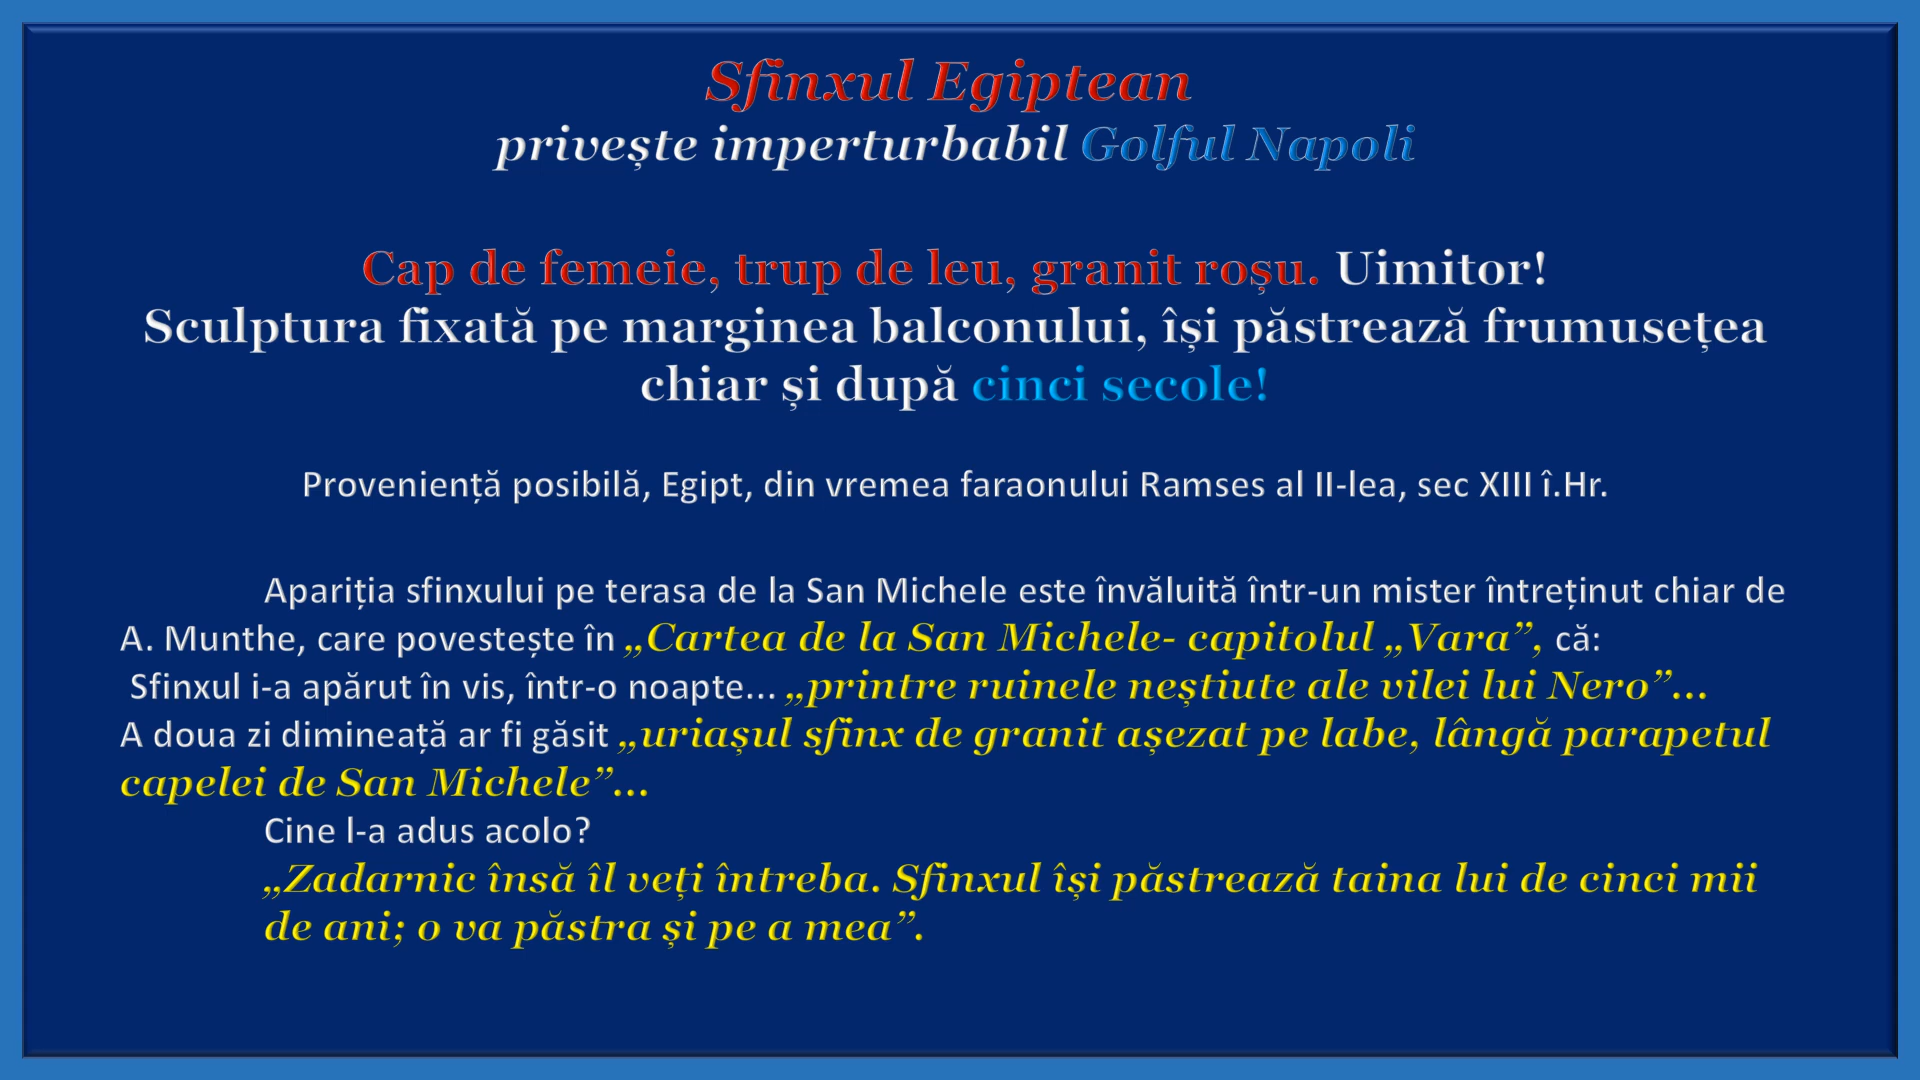 Sfinxul Egiptean
privește imperturbabil Golful Napoli
Cap de femeie, trup de leu, granit roșu. Uimitor!
Sculptura fixată pe marginea balconului, își păstrează frumusețea
chiar și după cinci secole!
Proveniență posibilă, Egipt, din vremea faraonului Ramses al II-lea, sec XIII î.Hr.
Apariția sfinxului pe terasa de la San Michele este învăluită într-un mister întreținut chiar de
A. Munthe, care povestește în „Cartea de la San Michele- capitolul „Vara”, că:
Sfinxul i-a apărut în vis, într-o noapte... „printre ruinele neștiute ale vilei lui Nero”...
A doua zi dimineață ar fi găsit „uriașul sfinx de granit așezat pe labe, lângă parapetul
capelei de San Michele”...
Cine l-a adus acolo?
„Zadarnic însă îl veți întreba. Sfinxul își păstrează taina lui de cinci mii
de ani; o va păstra și pe a mea”.